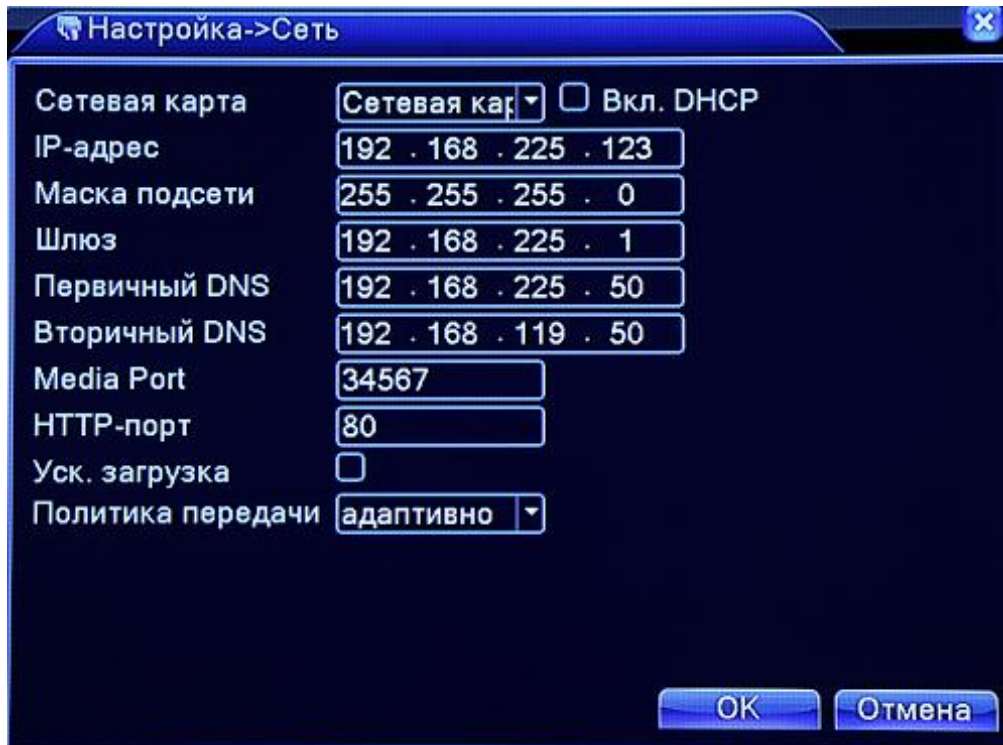 Настройка->Сеть
Сетевая карта Сетевая кар Вкл. DHCP
IP-адрес 192 . 168 . 225 . 123
Маска подсети 255 . 255 . 255 . 0
Шлюз 192 . 168 . 225 . 1
Первичный DNS 192 . 168 . 225 . 50
Вторичный DNS 192 . 168 . 119 . 50
Media Port 34567
HTTP-порт 80
Уск. загрузка
Политика передачи адаптивно
OK Отмена